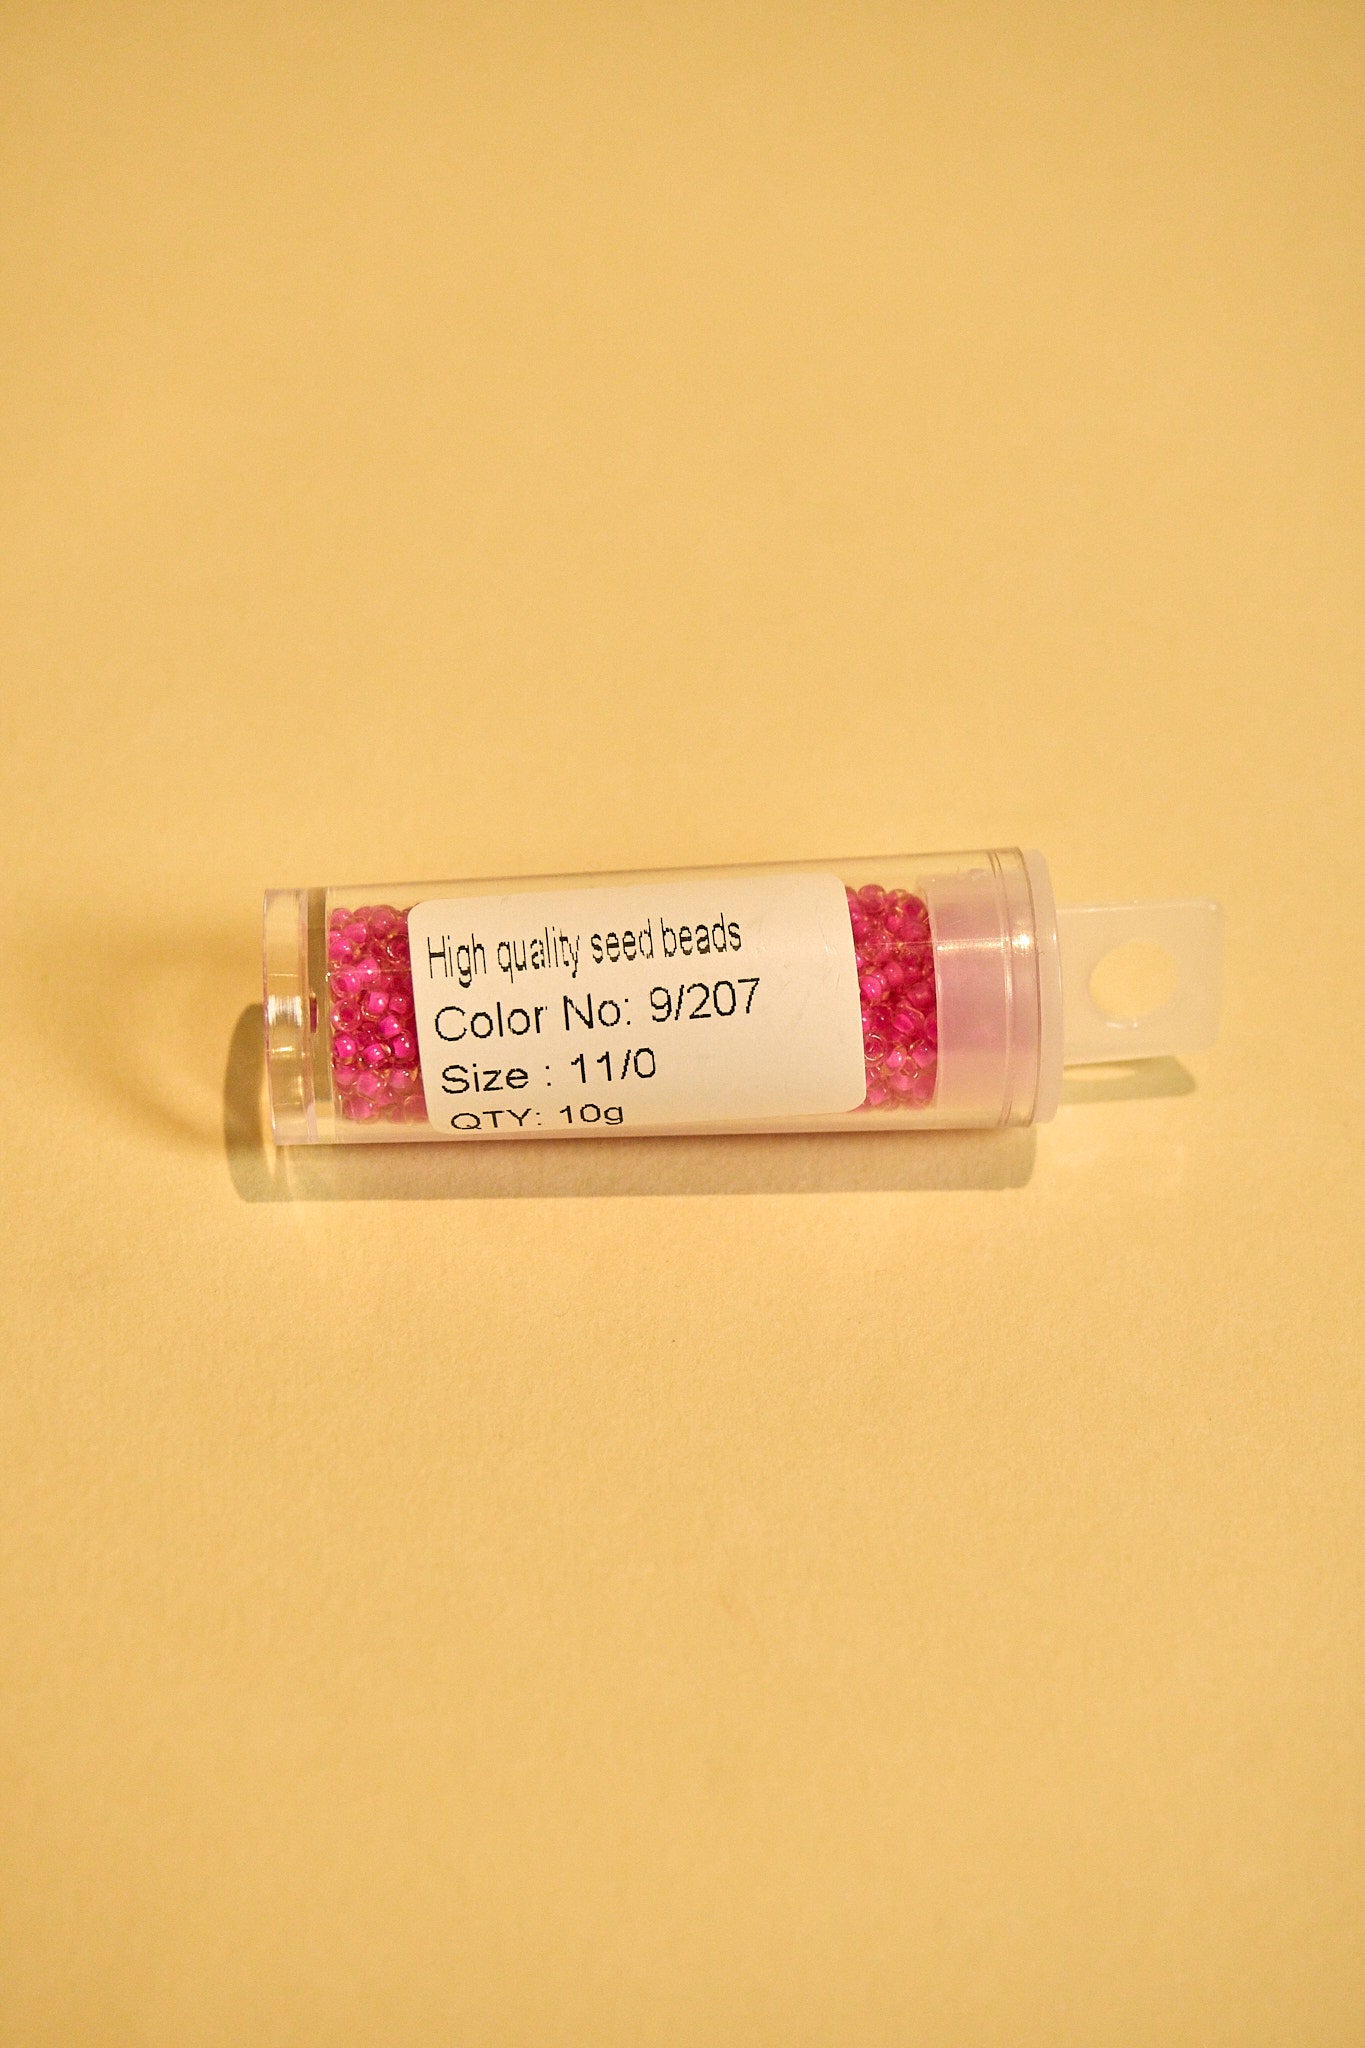 High quality seed beads
Color No: 9/207
Size : 11/0
QTY: 10g